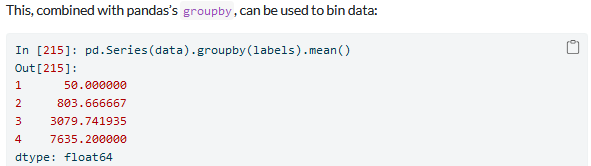 This, combined with pandas’s groupby, can be used to bin data:
In [215]: pd.Series(data).groupby(labels).mean()
Out[215]:
1      50.000000
2     803.666667
3    3079.741935
4    7635.200000
dtype: float64